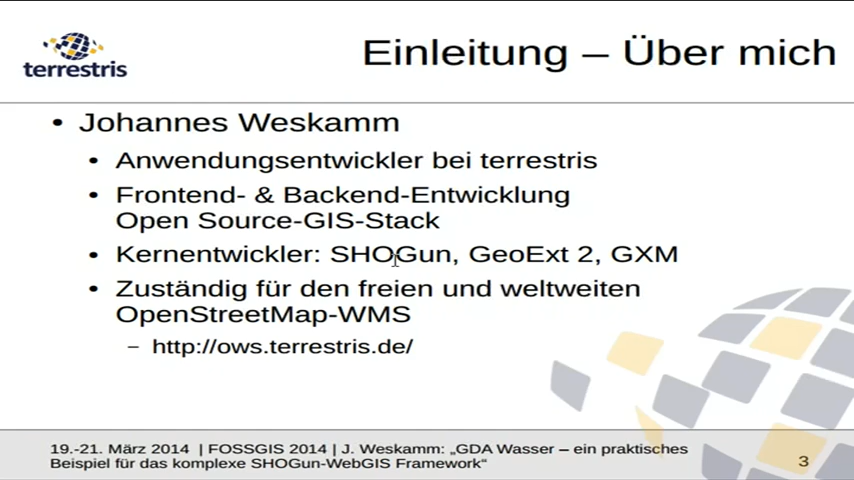 terrestris
Einleitung – Über mich
• Johannes Weskamm
• Anwendungsentwickler bei terrestris
• Frontend- & Backend-Entwicklung
Open Source-GIS-Stack
• Kernentwickler: SHOGun, GeoExt 2, GXM
• Zuständig für den freien und weltweiten
OpenStreetMap-WMS
– http://ows.terrestris.de/
19.-21. März 2014 | FOSSGIS 2014 | J. Weskamm: „GDA Wasser – ein praktisches
Beispiel für das komplexe SHOGun-WebGIS Framework“
3